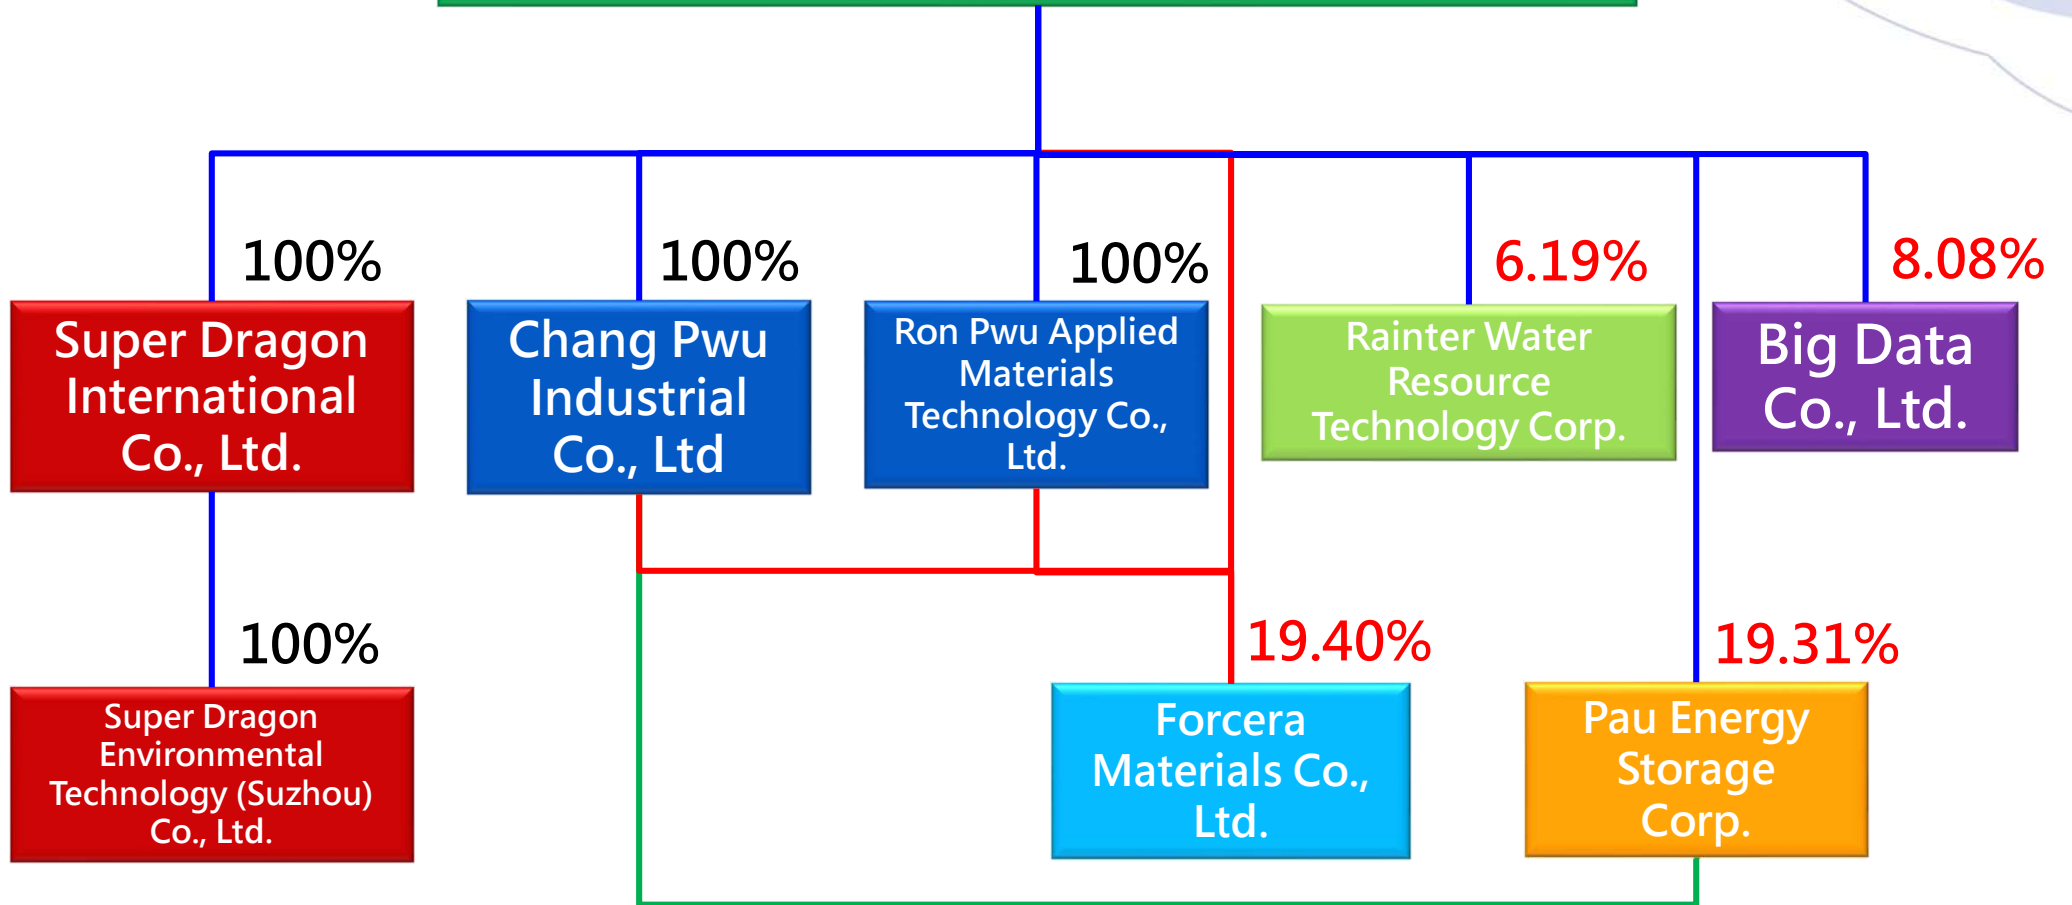 100%
100%
100%
6.19%
8.08%
Super Dragon
International
Co., Ltd.
Chang Pwu
Industrial
Co., Ltd
Ron Pwu Applied
Materials
Technology Co.,
Ltd.
Rainter Water
Resource
Technology Corp.
Big Data
Co., Ltd.
100%
19.40%
19.31%
Super Dragon
Environmental
Technology (Suzhou)
Co., Ltd.
Forcera
Materials Co.,
Ltd.
Pau Energy
Storage
Corp.